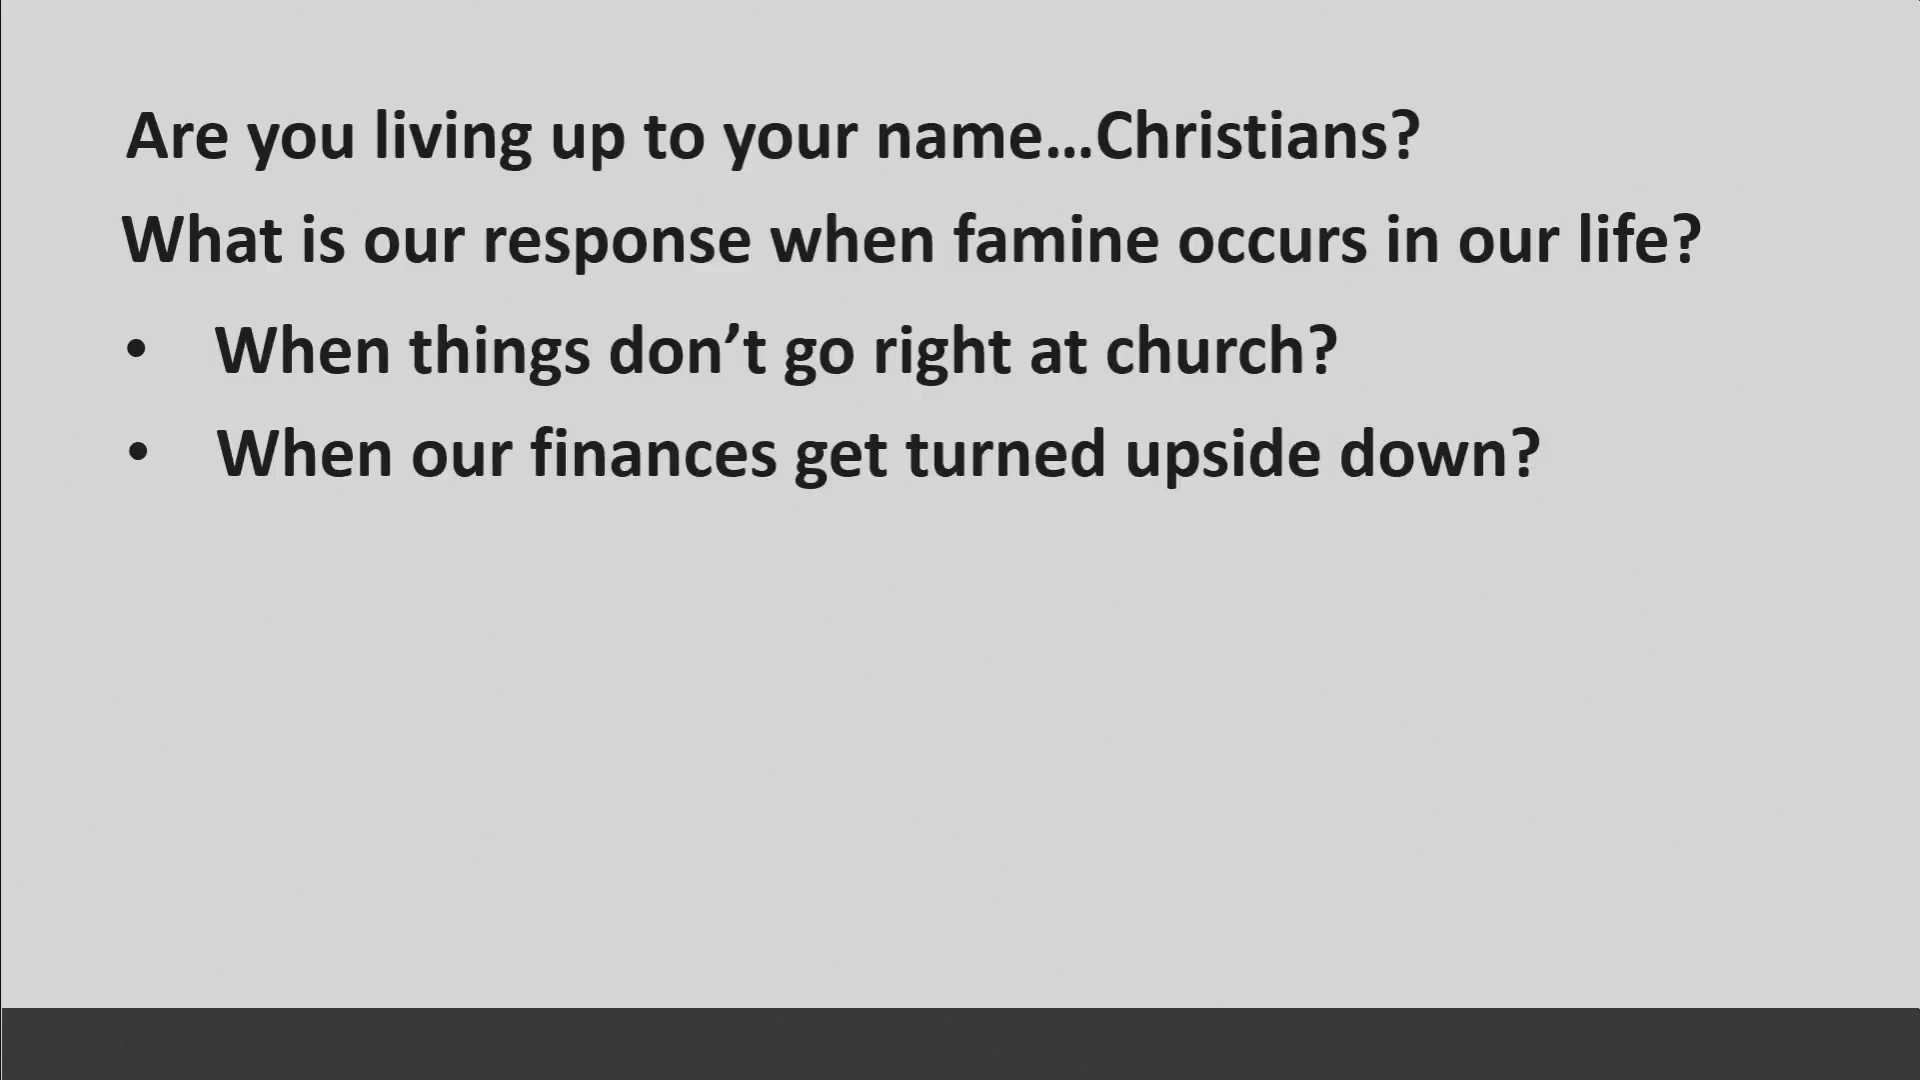 Are you living up to your name…Christians?
What is our response when famine occurs in our life?
• When things don’t go right at church?
• When our finances get turned upside down?